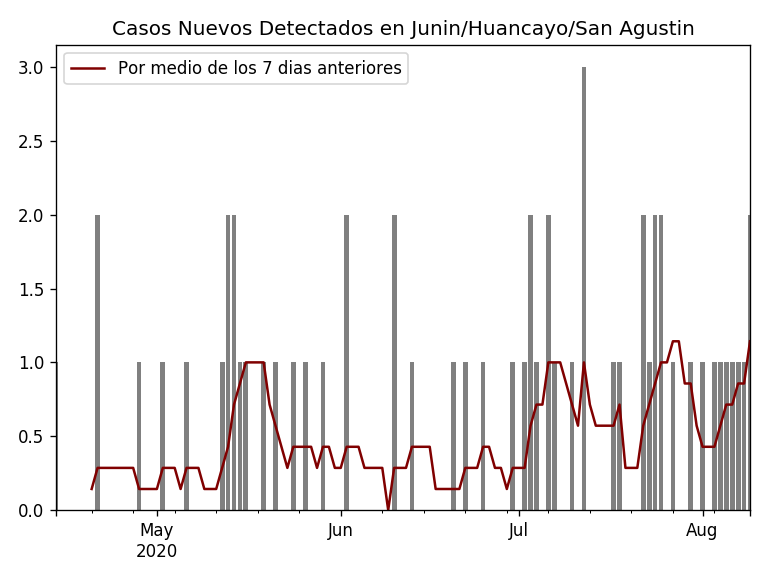 Casos Nuevos Detectados en Junin/Huancayo/San Agustin
Por medio de los 7 dias anteriores
3.0
2.5
2.0
1.5
1.0
0.5
0.0
May Jun Jul Aug
2020